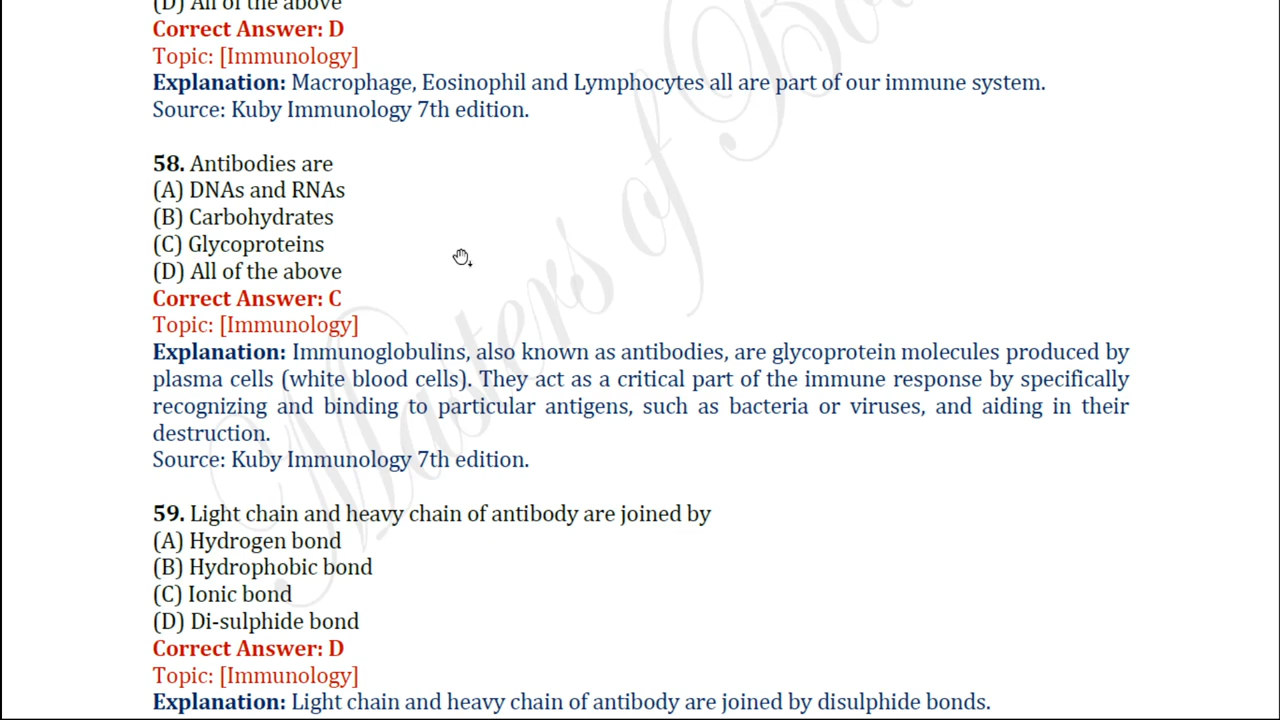 (D) All of the above
Correct Answer: D
Topic: [Immunology]
Explanation: Macrophage, Eosinophil and Lymphocytes all are part of our immune system.
Source: Kuby Immunology 7th edition.
58. Antibodies are
(A) DNAs and RNAs
(B) Carbohydrates
(C) Glycoproteins
(D) All of the above
Correct Answer: C
Topic: [Immunology]
Explanation: Immunoglobulins, also known as antibodies, are glycoprotein molecules produced by
plasma cells (white blood cells). They act as a critical part of the immune response by specifically
recognizing and binding to particular antigens, such as bacteria or viruses, and aiding in their
destruction.
Source: Kuby Immunology 7th edition.
59. Light chain and heavy chain of antibody are joined by
(A) Hydrogen bond
(B) Hydrophobic bond
(C) Ionic bond
(D) Di-sulphide bond
Correct Answer: D
Topic: [Immunology]
Explanation: Light chain and heavy chain of antibody are joined by disulphide bonds.
Masters of